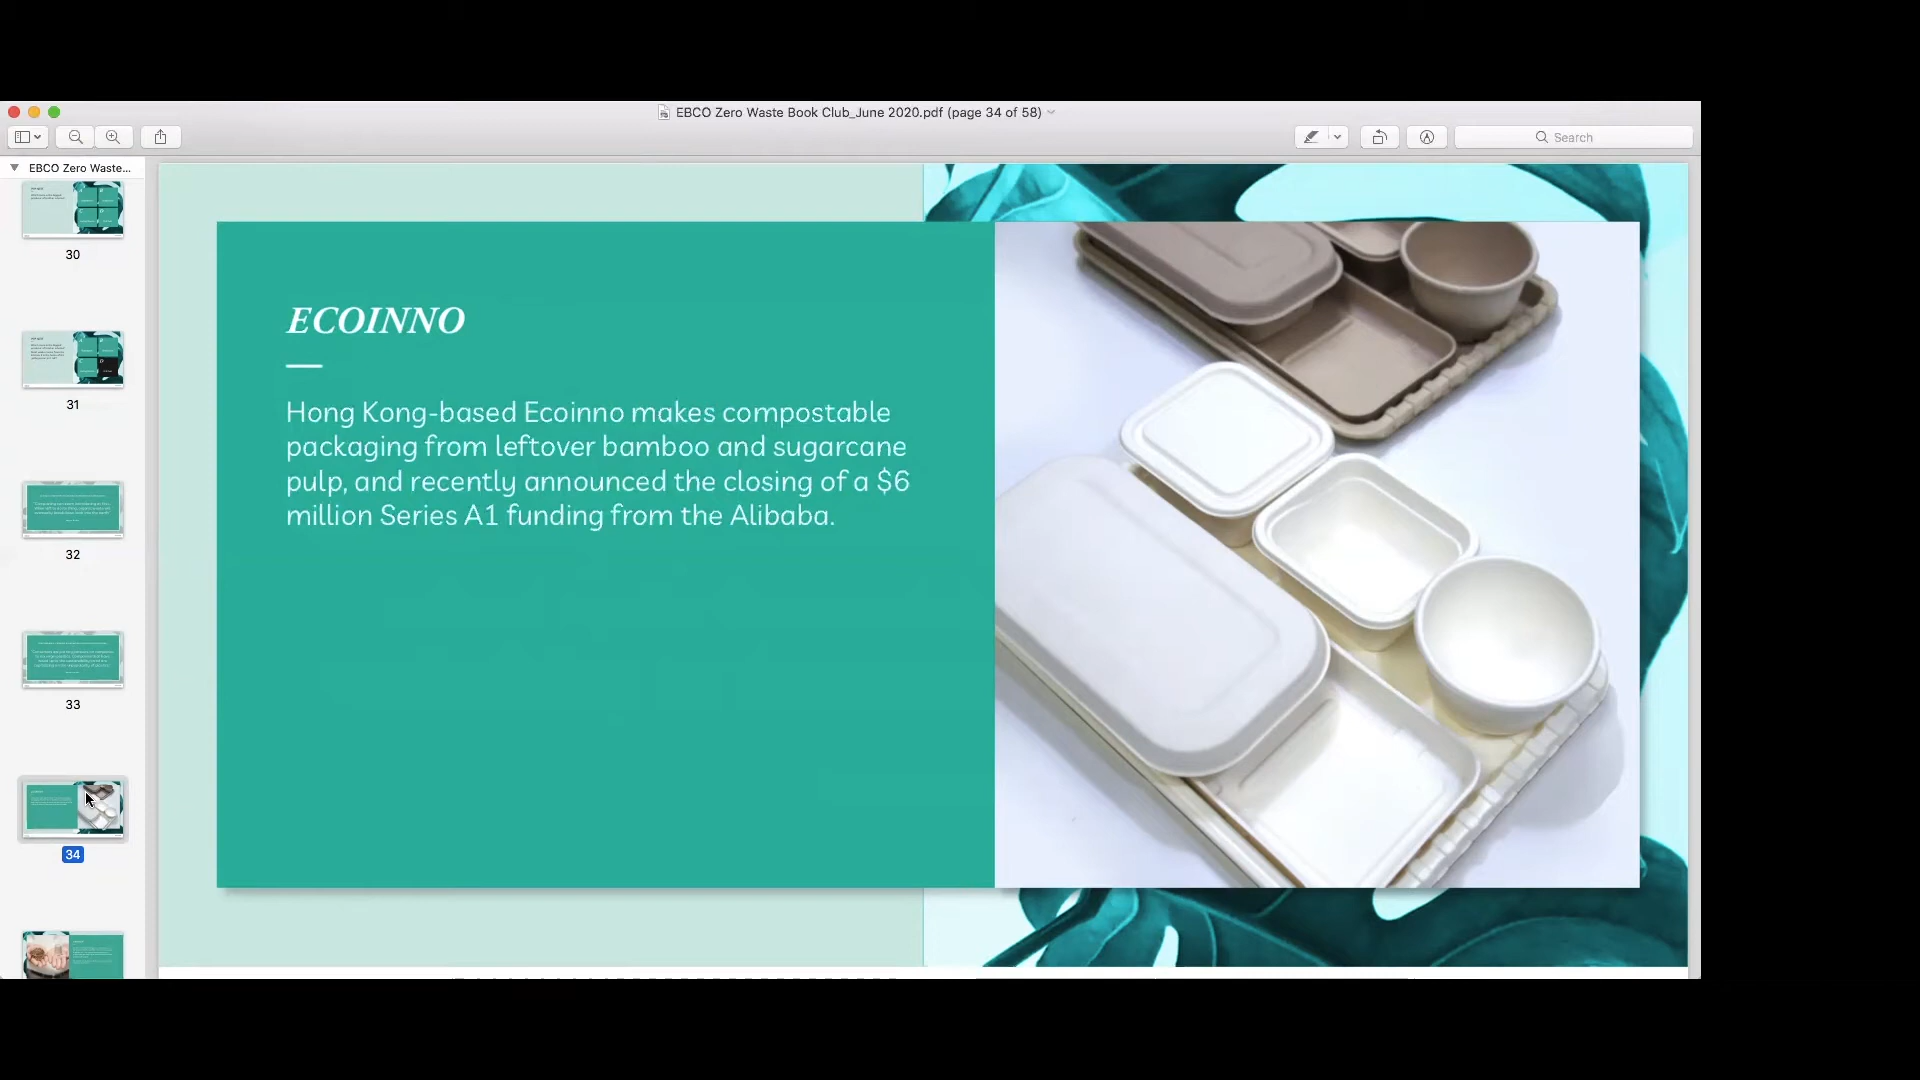 EBCO Zero Waste Book Club_June 2020.pdf (page 34 of 58)
Search
EBCO Zero Waste...
30
31
32
33
34
ECOINNO
Hong Kong-based Ecoinno makes compostable
packaging from leftover bamboo and sugarcane
pulp, and recently announced the closing of a $6
million Series A1 funding from the Alibaba.